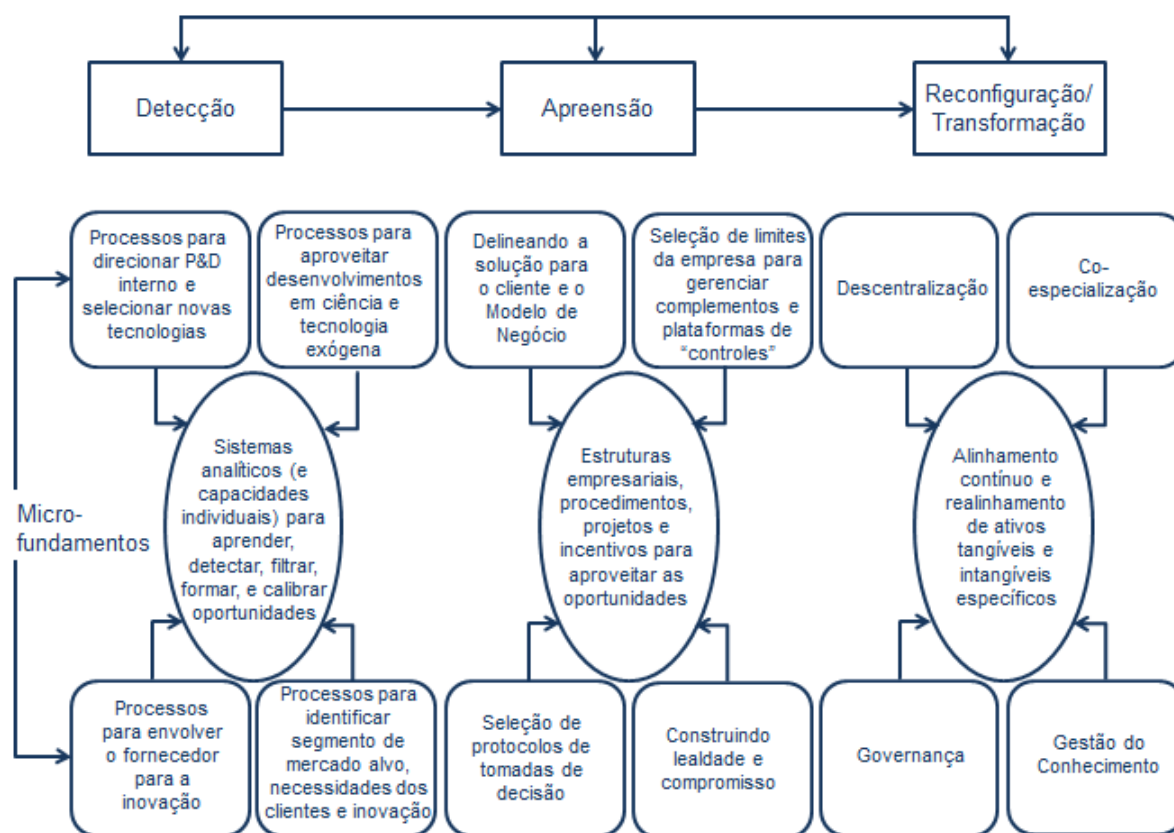 Detecção
Apreensão
Reconfiguração/
Transformação
Processos para
direcionar P&D
interno e
selecionar novas
tecnologias
Processos para
aproveitar
desenvolvimentos
em ciência e
tecnologia
exógena
Delineando a
solução para
o cliente e o
Modelo de
Negócio
Seleção de limites
da empresa para
gerenciar
complementos e
plataformas de
“controles”
Descentralização
Co-
especialização
Micro-
fundamentos
Sistemas
analíticos (e
capacidades
individuais) para
aprender,
detectar, filtrar,
formar, e calibrar
oportunidades
Estruturas
empresariais,
procedimentos,
projetos e
incentivos para
aproveitar as
oportunidades
Alinhamento
contínuo e
realinhamento
de ativos
tangíveis e
intangíveis
específicos
Processos
para envolver
o fornecedor
para a
inovação
Processos para
identificar
segmento de
mercado alvo,
necessidades dos
clientes e inovação
Seleção de
protocolos de
tomadas de
decisão
Construindo
lealdade e
compromisso
Governança
Gestão do
Conhecimento